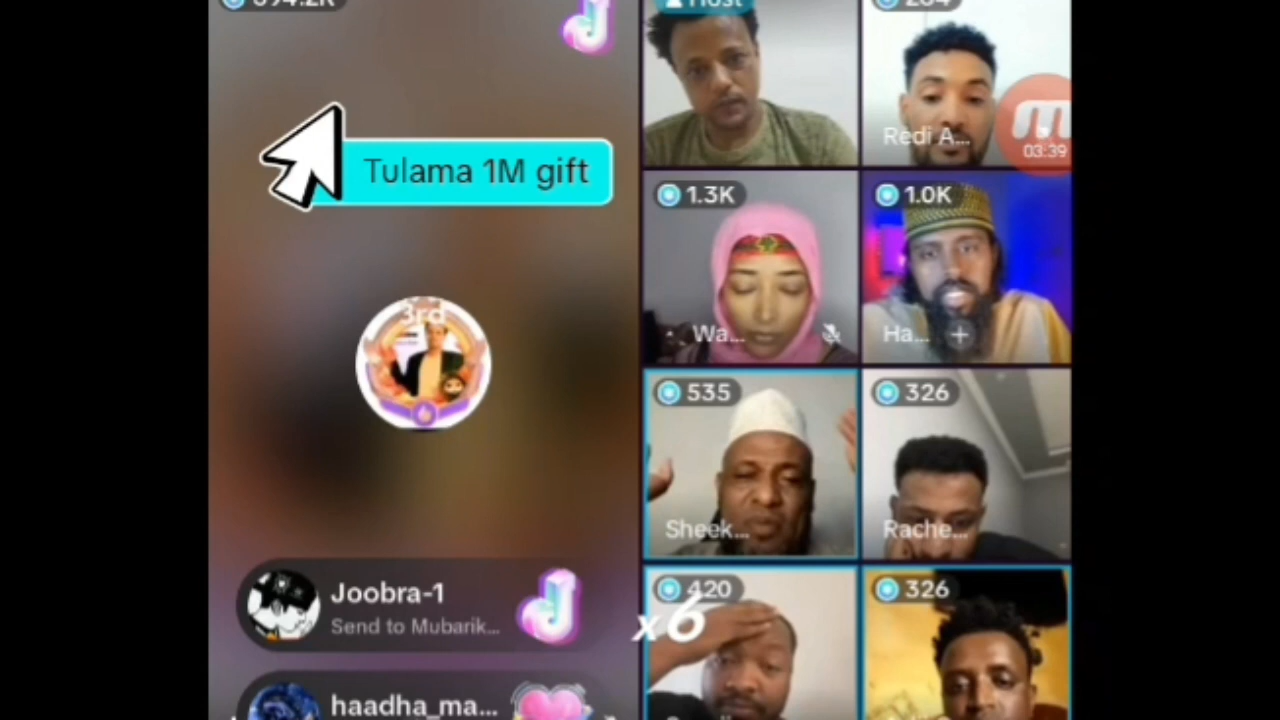 Host
Redi A...
03:39
Tulama 1M gift
1.3K
1.0K
Wa...
Ha...
3rd
535
326
Sheek...
Rache...
Joobra-1
Send to Mubarik...
420
326
x6
haadha_ma...